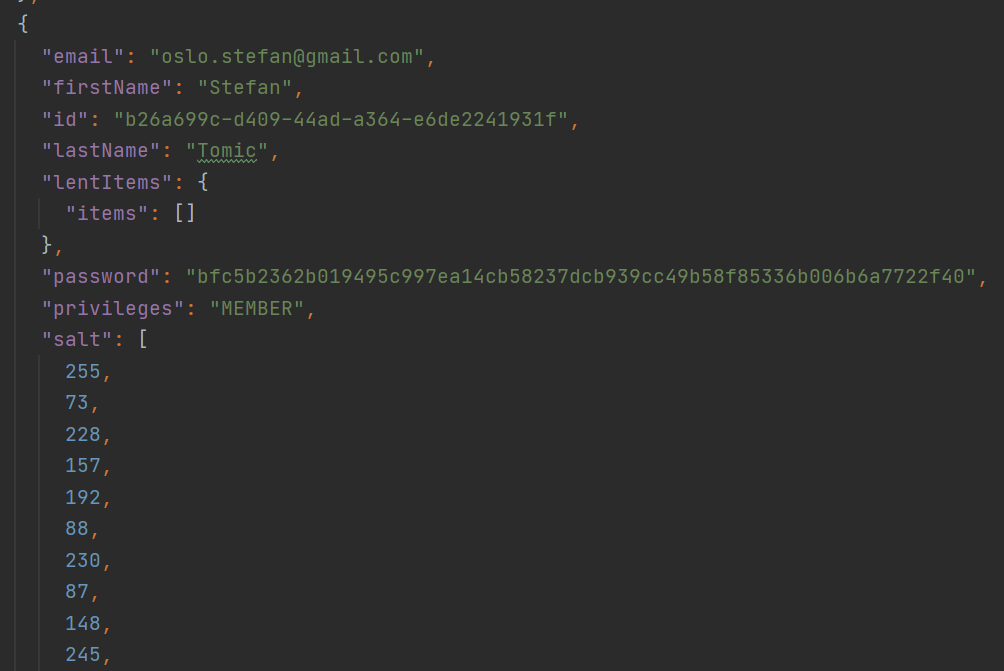 {
"email": "oslo.stefan@gmail.com",
"firstName": "Stefan",
"id": "b26a699c-d409-44ad-a364-e6de2241931f",
"lastName": "Tomic",
"lentItems": {
"items": []
},
"password": "bfc5b2362b019495c997ea14cb58237dcb939cc49b58f85336b006b6a7722f40",
"privileges": "MEMBER",
"salt": [
255,
73,
228,
157,
192,
88,
230,
87,
148,
245,